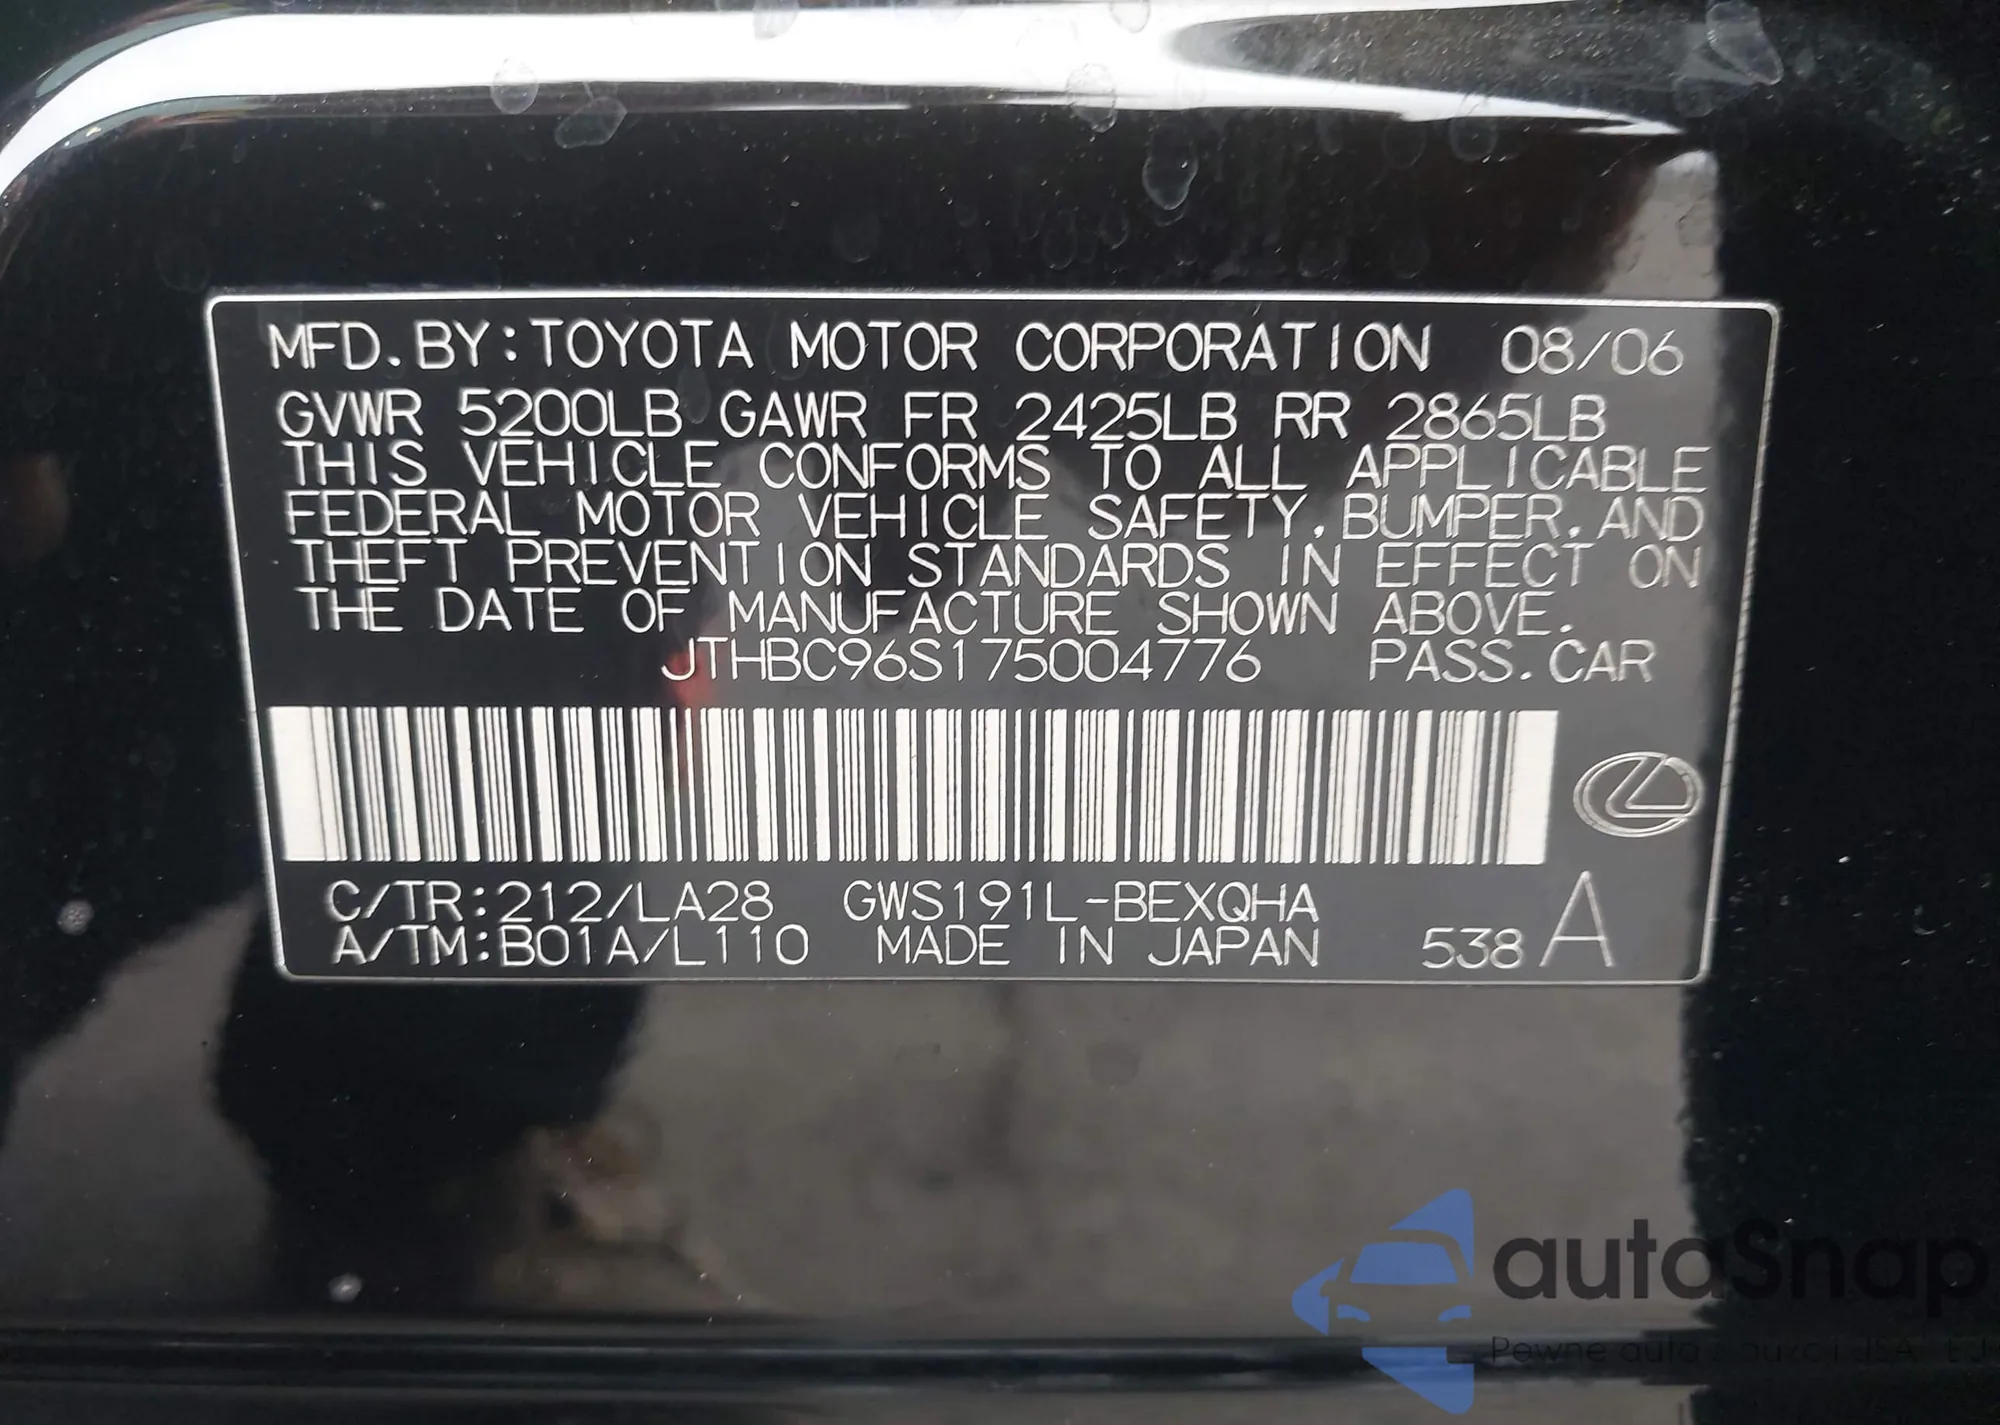 MFD.BY:TOYOTA MOTOR CORPORATION 08/06
GVWR 5200LB GAWR FR 2425LB RR 2865LB
THIS VEHICLE CONFORMS TO ALL APPLICABLE
FEDERAL MOTOR VEHICLE SAFETY,BUMPER,AND
THEFT PREVENTION STANDARDS IN EFFECT ON
THE DATE OF MANUFACTURE SHOWN ABOVE.
JTHBC96S175004776 PASS.CAR
C/TR:212/LA28 GWS191L-BEXQHA
A/TM:B01A/L110 MADE IN JAPAN 538 A
autoSnap
Pewne auto z